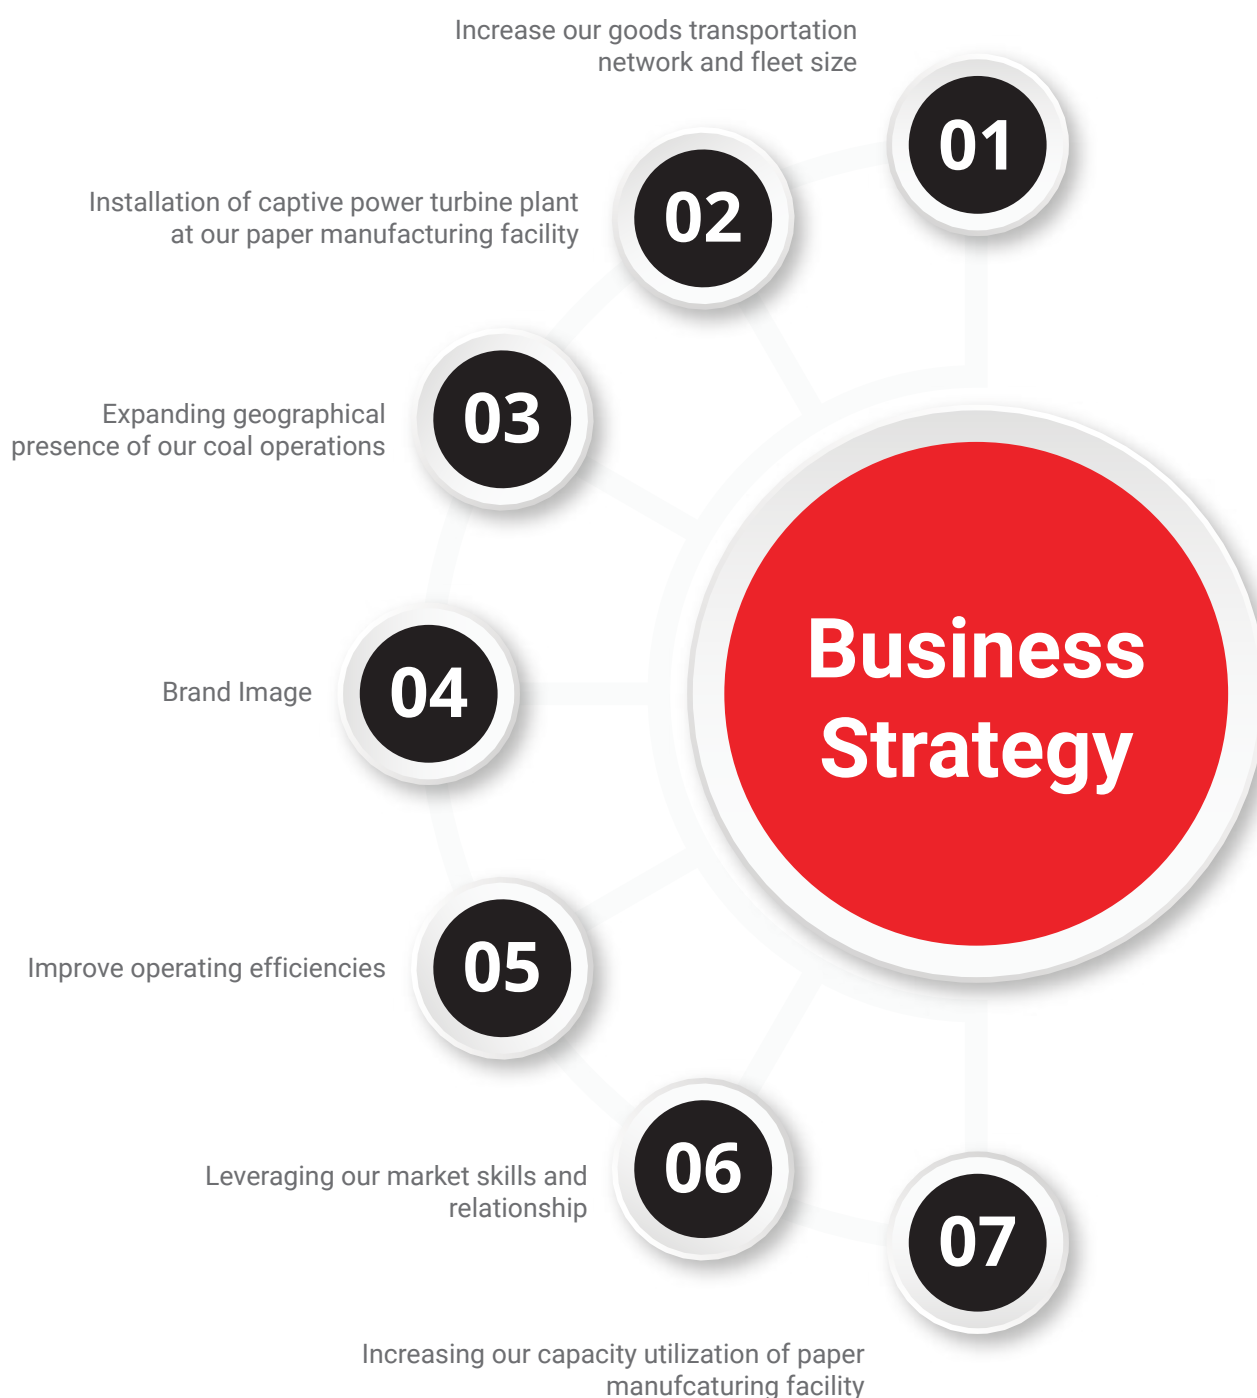 Increase our goods transportation
network and fleet size
01
Installation of captive power turbine plant
at our paper manufacturing facility
02
Expanding geographical
presence of our coal operations
03
Brand Image
04
Business
Strategy
Improve operating efficiencies
05
Leveraging our market skills and
relationship
06
07
Increasing our capacity utilization of paper
manufcaturing facility